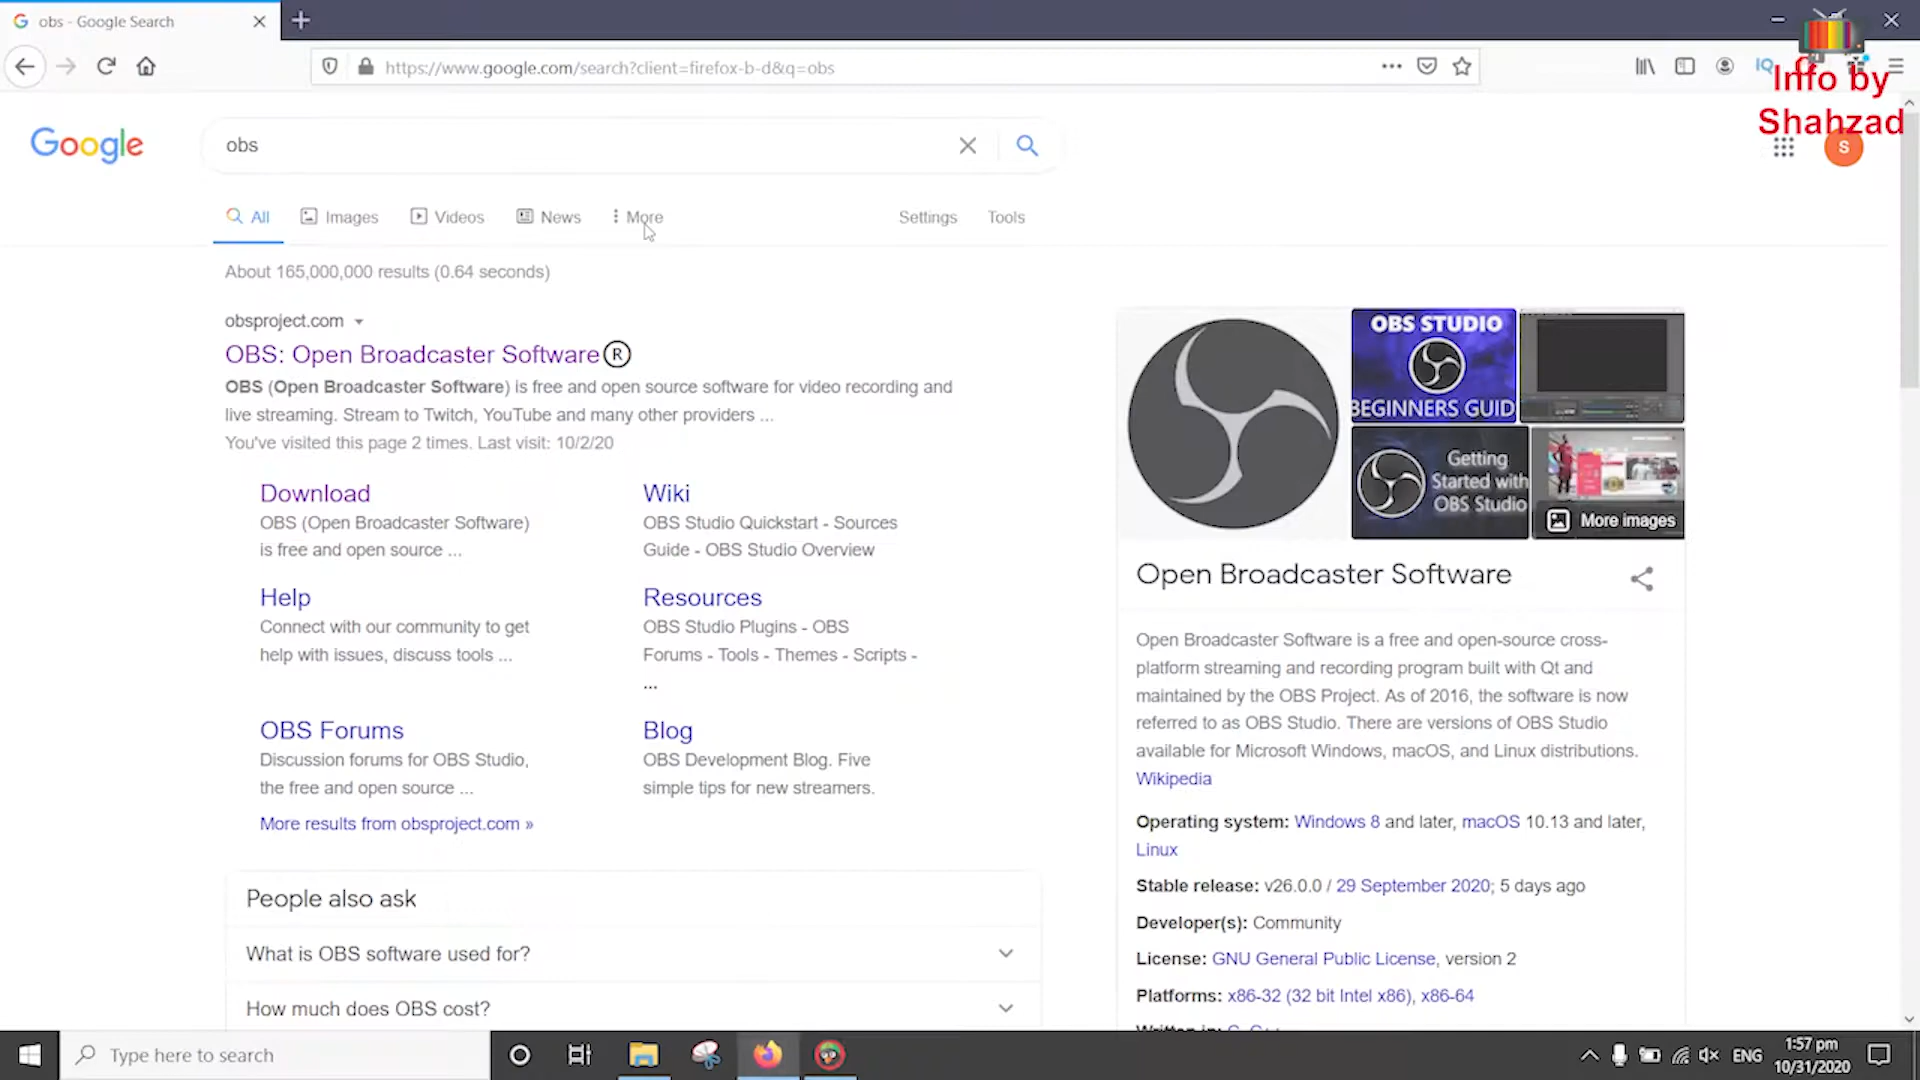 obs - Google Search
https://www.google.com/search?client=firefox-b-d&q=obs
IQ
Info by
Shahzad
Google
obs
S
All
Images
Videos
News
More
Settings
Tools
About 165,000,000 results (0.64 seconds)
obsproject.com
OBS: Open Broadcaster Software®
OBS (Open Broadcaster Software) is free and open source software for video recording and
live streaming. Stream to Twitch, YouTube and many other providers ...
You've visited this page 2 times. Last visit: 10/2/20
Download
OBS (Open Broadcaster Software)
is free and open source ...
Wiki
OBS Studio Quickstart - Sources
Guide - OBS Studio Overview
Help
Connect with our community to get
help with issues, discuss tools ...
Resources
OBS Studio Plugins - OBS
Forums - Tools - Themes - Scripts -
...
OBS Forums
Discussion forums for OBS Studio,
the free and open source ...
Blog
OBS Development Blog. Five
simple tips for new streamers.
More results from obsproject.com »
People also ask
What is OBS software used for?
How much does OBS cost?
OBS STUDIO
BEGINNERS GUID
Getting
Started with
OBS Studio
More images
Open Broadcaster Software
Open Broadcaster Software is a free and open-source cross-
platform streaming and recording program built with Qt and
maintained by the OBS Project. As of 2016, the software is now
referred to as OBS Studio. There are versions of OBS Studio
available for Microsoft Windows, macOS, and Linux distributions.
Wikipedia
Operating system: Windows 8 and later, macOS 10.13 and later,
Linux
Stable release: v26.0.0 / 29 September 2020; 5 days ago
Developer(s): Community
License: GNU General Public License, version 2
Platforms: x86-32 (32 bit Intel x86), x86-64
Type here to search
ENG
1:57 pm
10/31/2020